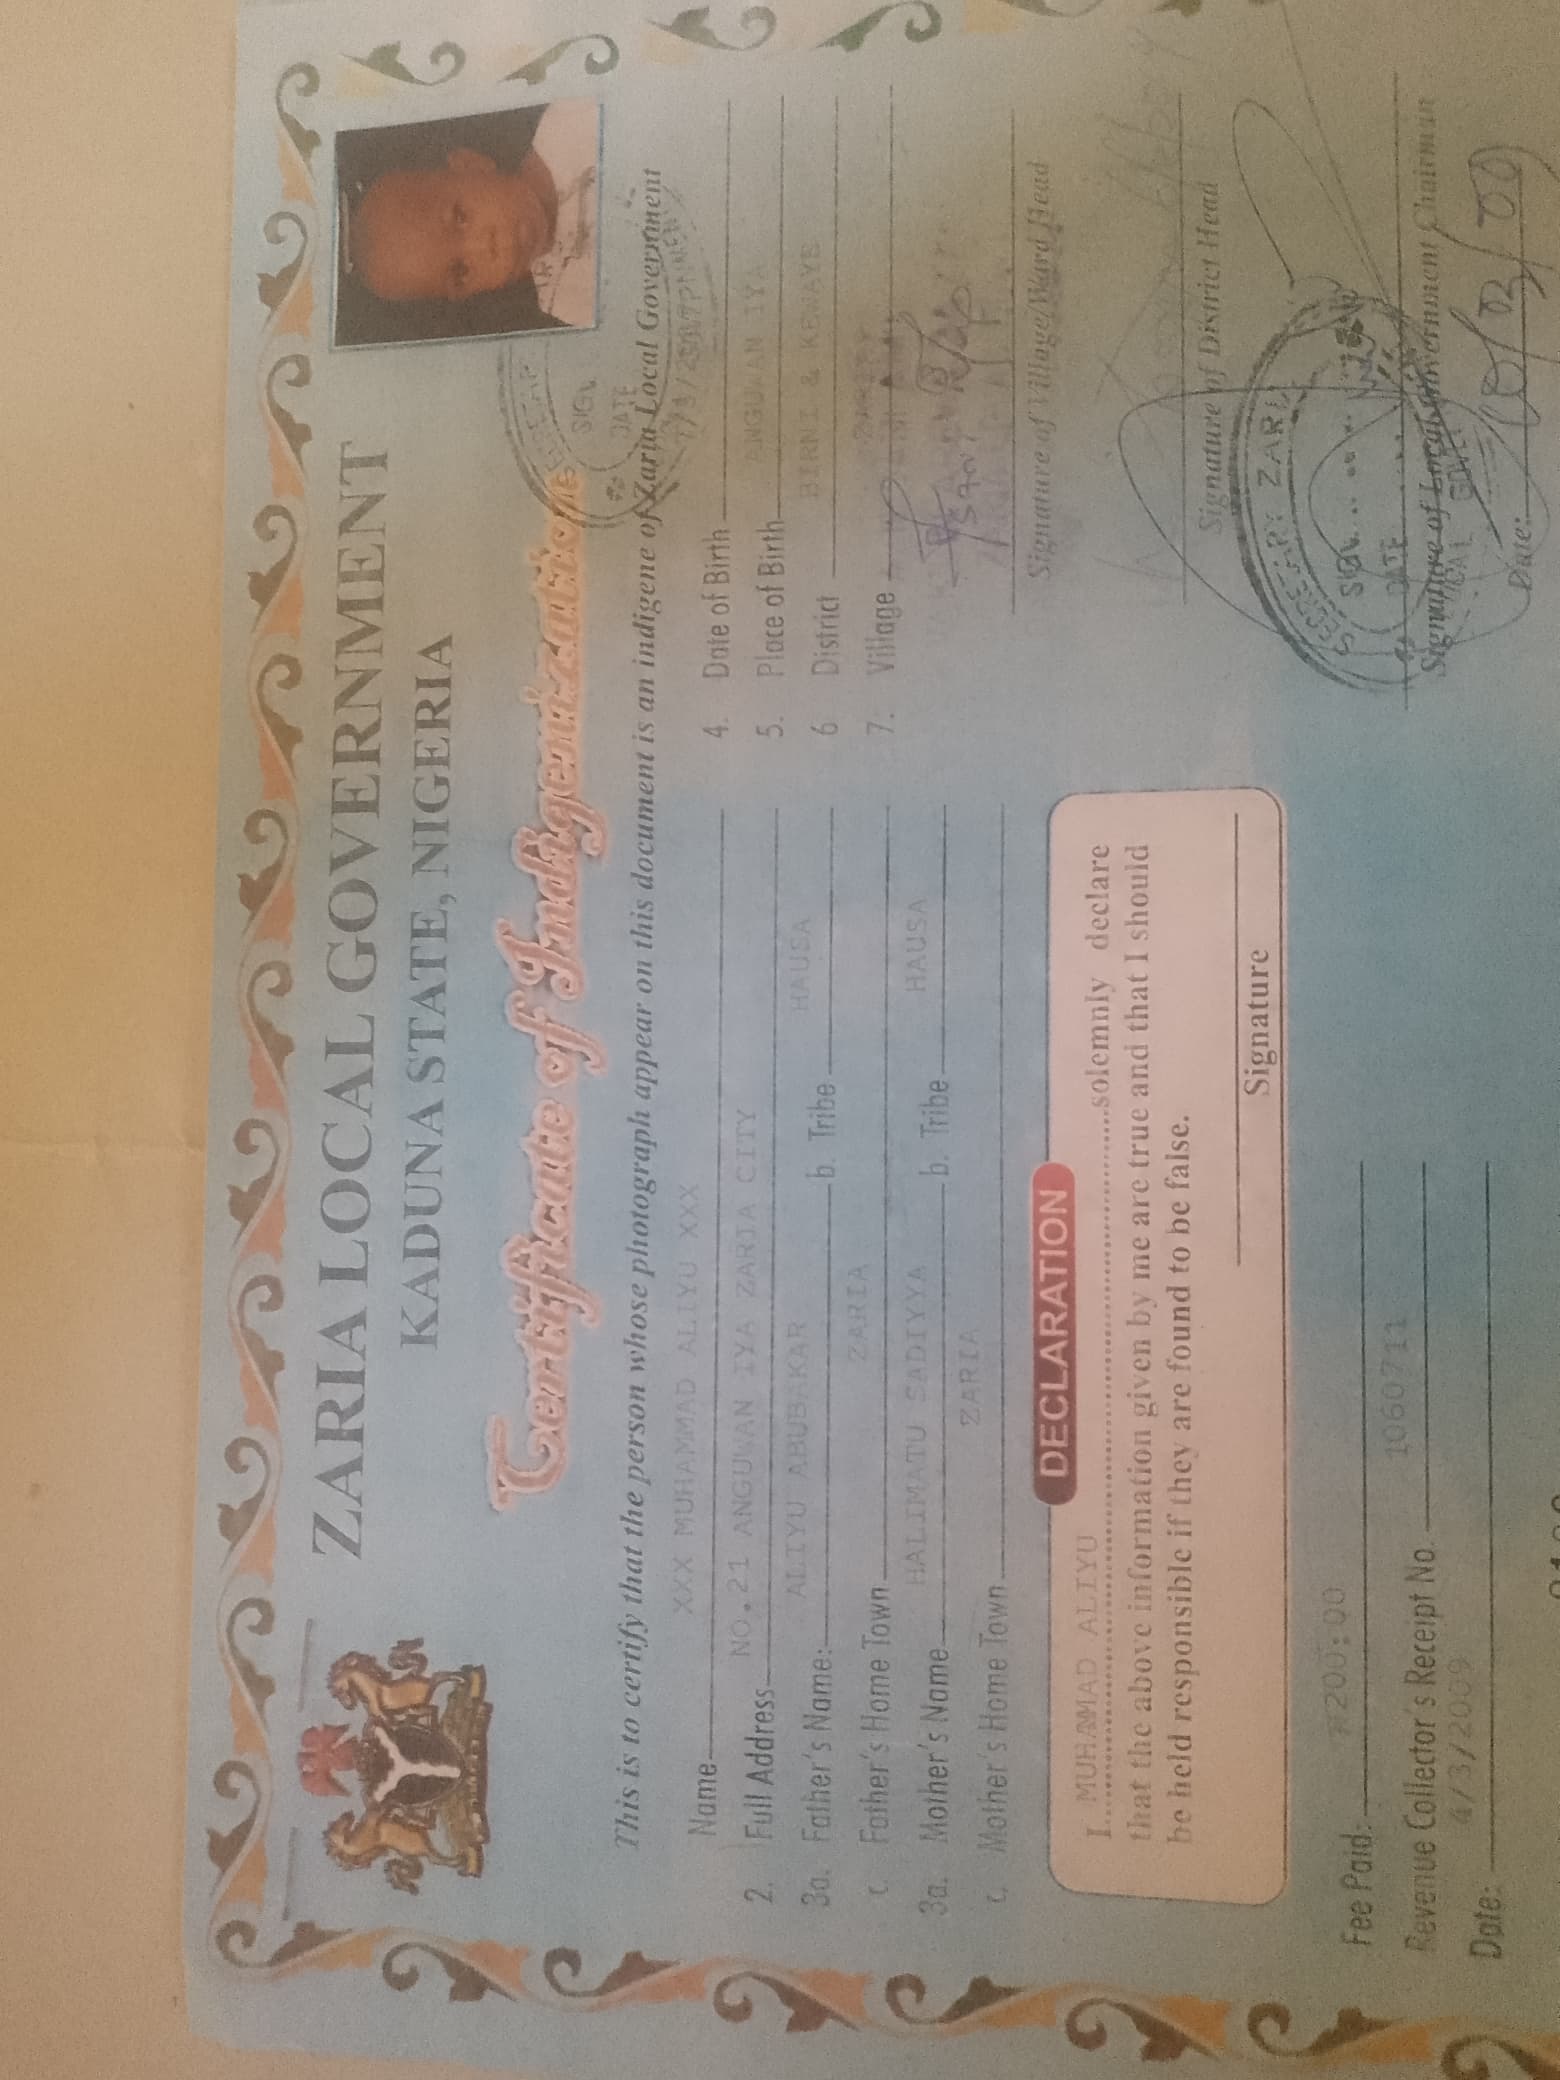 ZARIA LOCAL GOVERNMENT
KADUNA STATE, NIGERIA
Certificate of Indigenization
This is to certify that the person whose photograph appear on this document is an indigene of Zaria Local Government
Name XXX MUHAMMAD ALIYU XXX
2. Full Address NO.21 ANGUWAN IYA ZARIA CITY
3a. Father's Name: ALIYU ABUBAKAR b. Tribe HAUSA
c. Father's Home Town ZARIA
3a. Mother's Name HALIMATU SADIYYA b. Tribe HAUSA
c. Mother's Home Town ZARIA
4. Date of Birth
5. Place of Birth ANGUWAN IYA
6 District BIRNI & KEWAYE
7. Village
Signature of Village/Ward Head
Signature of District Head
SECRETARY ZARIA
SIGN
DATE
Signature of Local Government Chairman
Date:
DECLARATION
I MUHAMMAD ALIYU solemnly declare
that the above information given by me are true and that I should
be held responsible if they are found to be false.
Signature
Fee Paid: ₦200:00
Revenue Collector's Receipt No. 1060711
Date: 4/3/2009